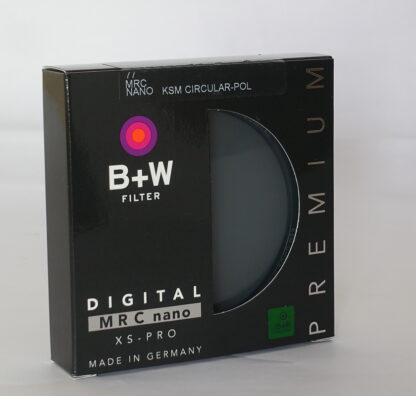 MRC
NANO KSM CIRCULAR-POL
B+W
FILTER
DIGITAL
MRC nano
XS-PRO
MADE IN GERMANY
PREMIUM
B+W